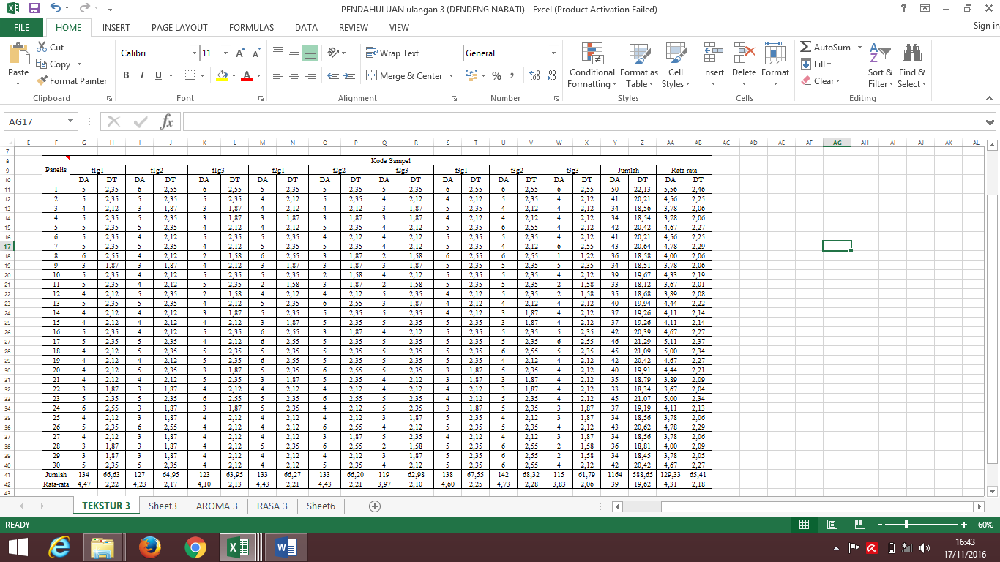 PENDAHULUAN ulangan 3 (DENDENG NABATI) - Excel (Product Activation Failed)
FILE HOME INSERT PAGE LAYOUT FORMULAS DATA REVIEW VIEW Sign in
Paste Cut Copy Format Painter Clipboard
Calibri 11 B I U Font
Wrap Text Merge & Center Alignment
General % Number
Conditional Formatting Format as Table Cell Styles Styles
Insert Delete Format Cells
AutoSum Fill Clear Sort & Filter Find & Select Editing
AG17 fx
E F G H I J K L M N O P Q R S T U V W X Y Z AA AB AC AD AE AF AG AH AI AJ AK AL
7
8 Kode Sampel
9 Panelis f1g1 f1g2 f1g3 f2g1 f2g2 f2g3 f3g1 f3g2 f3g3 Jumlah Rata-rata
10 DA DT DA DT DA DT DA DT DA DT DA DT DA DT DA DT DA DT DA DT DA DT
11 1 5 2,35 6 2,55 6 2,55 5 2,35 5 2,35 5 2,35 6 2,55 6 2,55 6 2,55 50 22,13 5,56 2,46
12 2 5 2,35 5 2,35 5 2,35 4 2,12 5 2,35 4 2,12 4 2,12 5 2,35 4 2,12 41 20,21 4,56 2,25
13 3 4 2,12 3 1,87 3 1,87 4 2,12 4 2,12 3 1,87 5 2,35 4 2,12 4 2,12 34 18,56 3,78 2,06
14 4 5 2,35 5 2,35 3 1,87 3 1,87 3 1,87 3 1,87 4 2,12 4 2,12 4 2,12 34 18,54 3,78 2,06
15 5 5 2,35 5 2,35 4 2,12 4 2,12 5 2,35 4 2,12 5 2,35 6 2,55 4 2,12 42 20,42 4,67 2,27
16 6 5 2,35 4 2,12 5 2,35 5 2,35 4 2,12 4 2,12 5 2,35 5 2,35 4 2,12 41 20,21 4,56 2,25
17 7 5 2,35 5 2,35 4 2,12 5 2,35 5 2,35 4 2,12 5 2,35 4 2,12 6 2,55 43 20,64 4,78 2,29
18 8 6 2,55 4 2,12 2 1,58 6 2,55 3 1,87 2 1,58 6 2,55 6 2,55 1 1,22 36 18,58 4,00 2,06
19 9 3 1,87 3 1,87 4 2,12 3 1,87 3 1,87 3 1,87 5 2,35 5 2,35 5 2,35 34 18,51 3,78 2,06
20 10 5 2,35 4 2,12 5 2,35 5 2,35 2 1,58 4 2,12 5 2,35 5 2,35 4 2,12 39 19,67 4,33 2,19
21 11 5 2,35 4 2,12 5 2,35 2 1,58 3 1,87 2 1,58 5 2,35 5 2,35 2 1,58 33 18,12 3,67 2,01
22 12 4 2,12 5 2,35 2 1,58 4 2,12 4 2,12 5 2,35 4 2,12 5 2,35 2 1,58 35 18,68 3,89 2,08
23 13 5 2,35 5 2,35 4 2,12 5 2,35 6 2,55 3 1,87 4 2,12 4 2,12 4 2,12 40 19,94 4,44 2,22
24 14 4 2,12 4 2,12 3 1,87 5 2,35 5 2,35 5 2,35 4 2,12 3 1,87 4 2,12 37 19,26 4,11 2,14
25 15 4 2,12 4 2,12 4 2,12 3 1,87 5 2,35 5 2,35 5 2,35 3 1,87 4 2,12 37 19,26 4,11 2,14
26 16 5 2,35 4 2,12 5 2,35 6 2,55 3 1,87 4 2,12 5 2,35 5 2,35 5 2,35 42 20,39 4,67 2,27
27 17 5 2,35 5 2,35 4 2,12 6 2,55 5 2,35 5 2,35 5 2,35 5 2,35 6 2,55 46 21,29 5,11 2,37
28 18 4 2,12 5 2,35 5 2,35 5 2,35 5 2,35 5 2,35 5 2,35 6 2,55 5 2,35 45 21,09 5,00 2,34
29 19 4 2,12 4 2,12 5 2,35 6 2,55 5 2,35 5 2,35 5 2,35 4 2,12 4 2,12 42 20,42 4,67 2,27
30 20 4 2,12 5 2,35 3 1,87 5 2,35 6 2,55 5 2,35 3 1,87 5 2,35 4 2,12 40 19,91 4,44 2,21
31 21 4 2,12 4 2,12 5 2,35 3 1,87 5 2,35 4 2,12 3 1,87 3 1,87 4 2,12 35 18,79 3,89 2,09
32 22 3 1,87 3 1,87 4 2,12 4 2,12 4 2,12 4 2,12 4 2,12 3 1,87 4 2,12 33 18,34 3,67 2,04
33 23 5 2,35 5 2,35 6 2,55 5 2,35 6 2,55 5 2,35 4 2,12 5 2,35 4 2,12 45 21,07 5,00 2,34
34 24 6 2,55 3 1,87 3 1,87 5 2,35 4 2,12 5 2,35 3 1,87 5 2,35 3 1,87 37 19,19 4,11 2,13
35 25 4 2,12 3 1,87 4 2,12 4 2,12 4 2,12 3 1,87 5 2,35 4 2,12 3 1,87 34 18,56 3,78 2,06
36 26 5 2,35 6 2,55 4 2,12 4 2,12 6 2,55 4 2,12 5 2,35 5 2,35 4 2,12 43 20,62 4,78 2,29
37 27 4 2,12 3 1,87 4 2,12 4 2,12 3 1,87 5 2,35 4 2,12 4 2,12 3 1,87 34 18,56 3,78 2,06
38 28 3 1,87 3 1,87 4 2,12 5 2,35 6 2,55 2 1,58 5 2,35 6 2,55 2 1,58 36 18,81 4,00 2,09
39 29 3 1,87 3 1,87 4 2,12 4 2,12 4 2,12 3 1,87 5 2,35 6 2,55 2 1,58 34 18,45 3,78 2,05
40 30 5 2,35 5 2,35 4 2,12 4 2,12 5 2,35 4 2,12 5 2,35 6 2,55 4 2,12 42 20,42 4,67 2,27
41 Jumlah 134 66,63 127 64,95 123 63,95 133 66,27 133 66,20 119 62,98 138 67,55 142 68,32 115 61,79 1164 588,65 129,33 65,41
42 Rata-rata 4,47 2,22 4,23 2,17 4,10 2,13 4,43 2,21 4,43 2,21 3,97 2,10 4,60 2,25 4,73 2,28 3,83 2,06 39 19,62 4,31 2,18
43
TEKSTUR 3 Sheet3 AROMA 3 RASA 3 Sheet6
READY 60%
16:43
17/11/2016